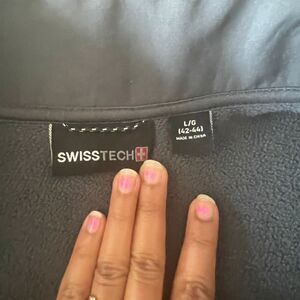 SWISSTECH
L/G
(42-44)
MADE IN CHINA